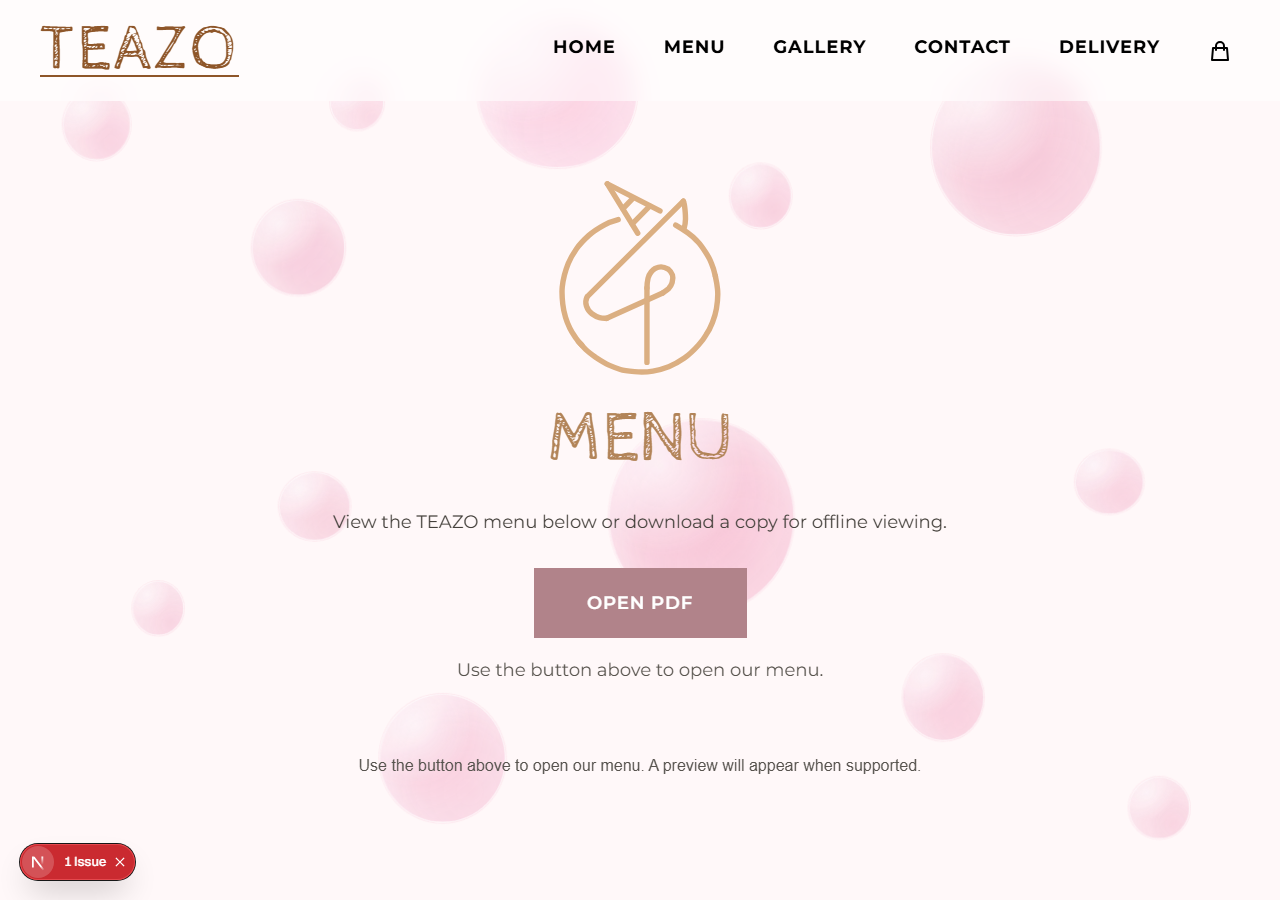 TEAZO
HOME MENU GALLERY CONTACT DELIVERY
MENU
View the TEAZO menu below or download a copy for offline viewing.
OPEN PDF
Use the button above to open our menu.
Use the button above to open our menu. A preview will appear when supported.
N 1 Issue